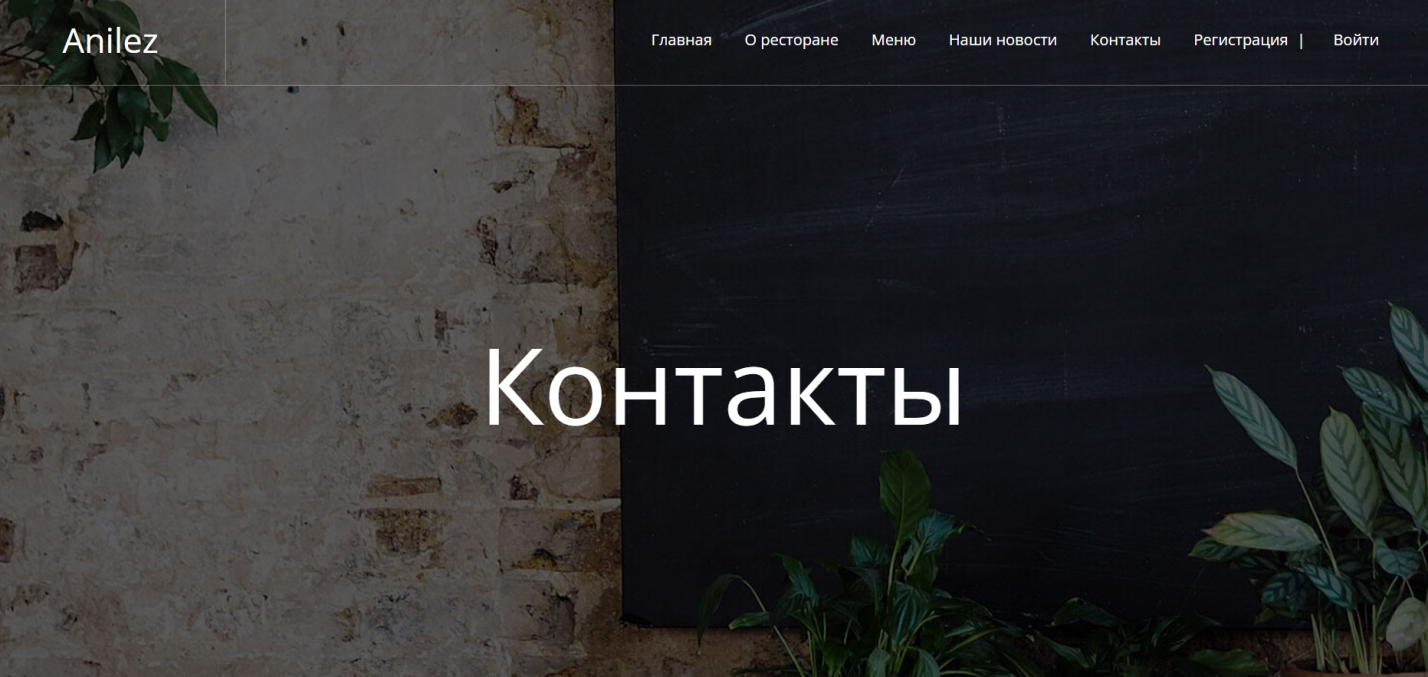 Anilez
Главная О ресторане Меню Наши новости Контакты Регистрация | Войти
Контакты